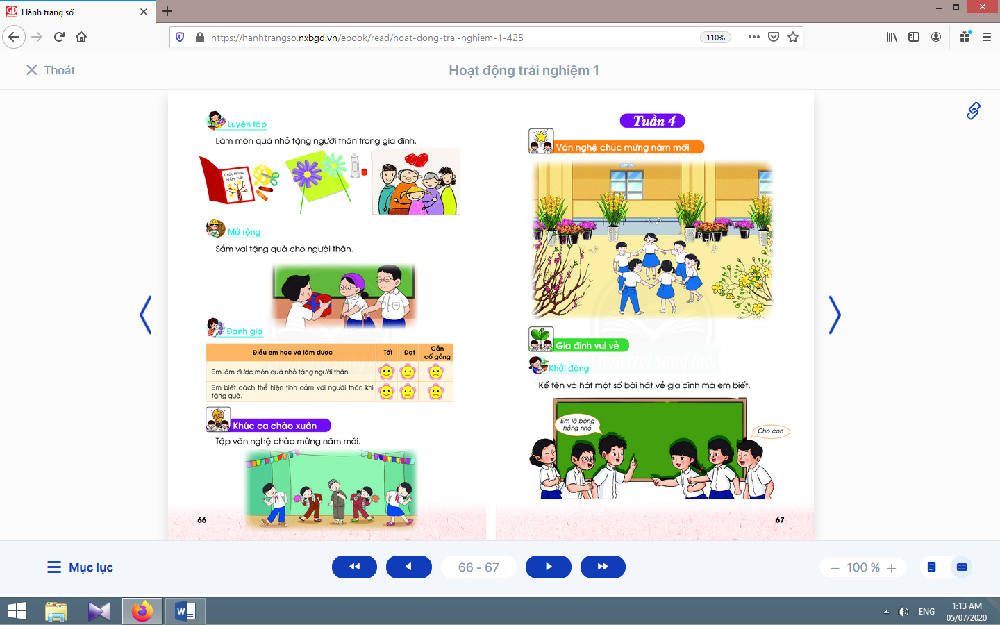 Hành trang số
https://hanhtrangso.nxbgd.vn/ebook/read/hoat-dong-trai-nghiem-1-425
110%
Thoát
Hoạt động trải nghiệm 1
Luyện tập
Làm món quà nhỏ tặng người thân trong gia đình.
CHÚC MỪNG
NĂM MỚI
Mở rộng
Sắm vai tặng quà cho người thân.
Đánh giá
Điều em học và làm được
Tốt
Đạt
Cần
cố gắng
Em làm được món quà nhỏ tặng người thân.
Em biết cách thể hiện tình cảm với người thân khi
tặng quà.
Khúc ca chào xuân
Tập văn nghệ chào mừng năm mới.
66
Tuần 4
Văn nghệ chúc mừng năm mới
Gia đình vui vẻ
Khởi động
Kể tên và hát một số bài hát về gia đình mà em biết.
Em là bông
hồng nhỏ
Cho con
67
Mục lục
66 - 67
100 %
ENG
1:13 AM
05/07/2020